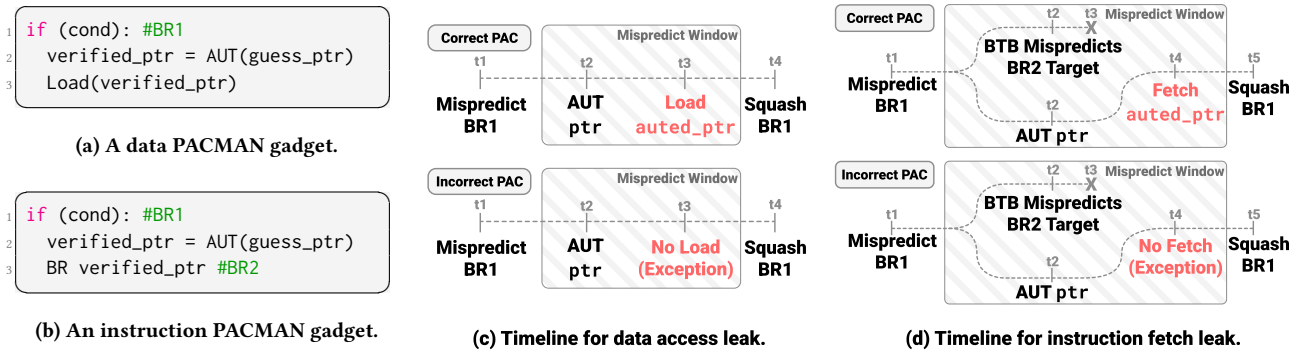 1 if (cond): #BR1
2 verified_ptr = AUT(guess_ptr)
3 Load(verified_ptr)
(a) A data PACMAN gadget.
1 if (cond): #BR1
2 verified_ptr = AUT(guess_ptr)
3 BR verified_ptr #BR2
(b) An instruction PACMAN gadget.
Correct PAC
Mispredict Window
t1 t2 t3 t4
Mispredict
BR1
AUT
ptr
Load
auted_ptr
Squash
BR1
Incorrect PAC
Mispredict Window
t1 t2 t3 t4
Mispredict
BR1
AUT
ptr
No Load
(Exception)
Squash
BR1
(c) Timeline for data access leak.
Correct PAC
Mispredict Window
t2 t3
X
BTB Mispredicts
BR2 Target
t1 t4 t5
Mispredict
BR1
t2
AUT ptr
Fetch
auted_ptr
Squash
BR1
Incorrect PAC
Mispredict Window
t2 t3
X
BTB Mispredicts
BR2 Target
t1 t4 t5
Mispredict
BR1
t2
AUT ptr
No Fetch
(Exception)
Squash
BR1
(d) Timeline for instruction fetch leak.